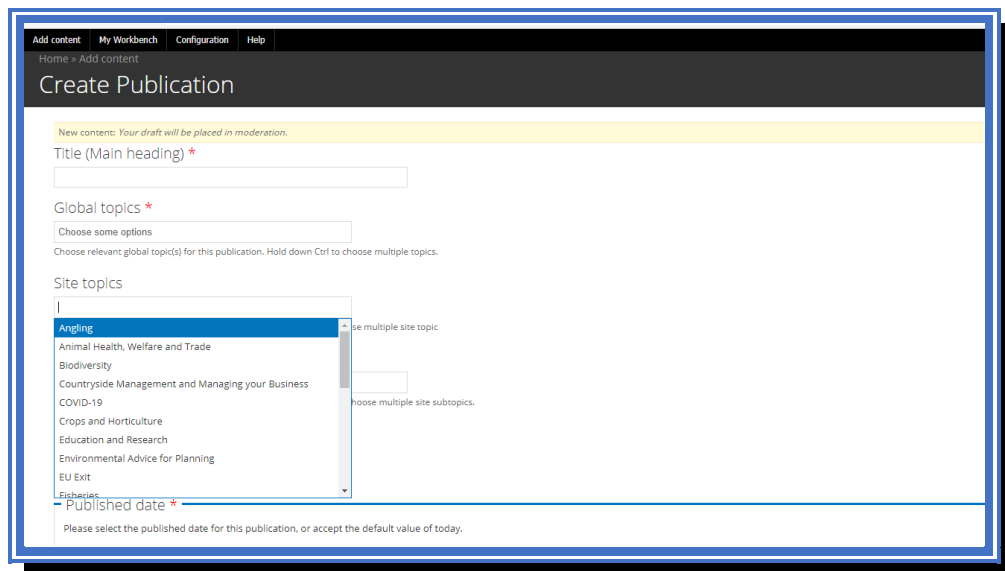 Add content My Workbench Configuration Help
Home » Add content
Create Publication
New content: Your draft will be placed in moderation.
Title (Main heading) *
Global topics *
Choose some options
Choose relevant global topic(s) for this publication. Hold down Ctrl to choose multiple topics.
Site topics
Angling
se multiple site topic
Animal Health, Welfare and Trade
Biodiversity
Countryside Management and Managing your Business
COVID-19
hoose multiple site subtopics.
Crops and Horticulture
Education and Research
Environmental Advice for Planning
EU Exit
Fisheries
Published date *
Please select the published date for this publication, or accept the default value of today.